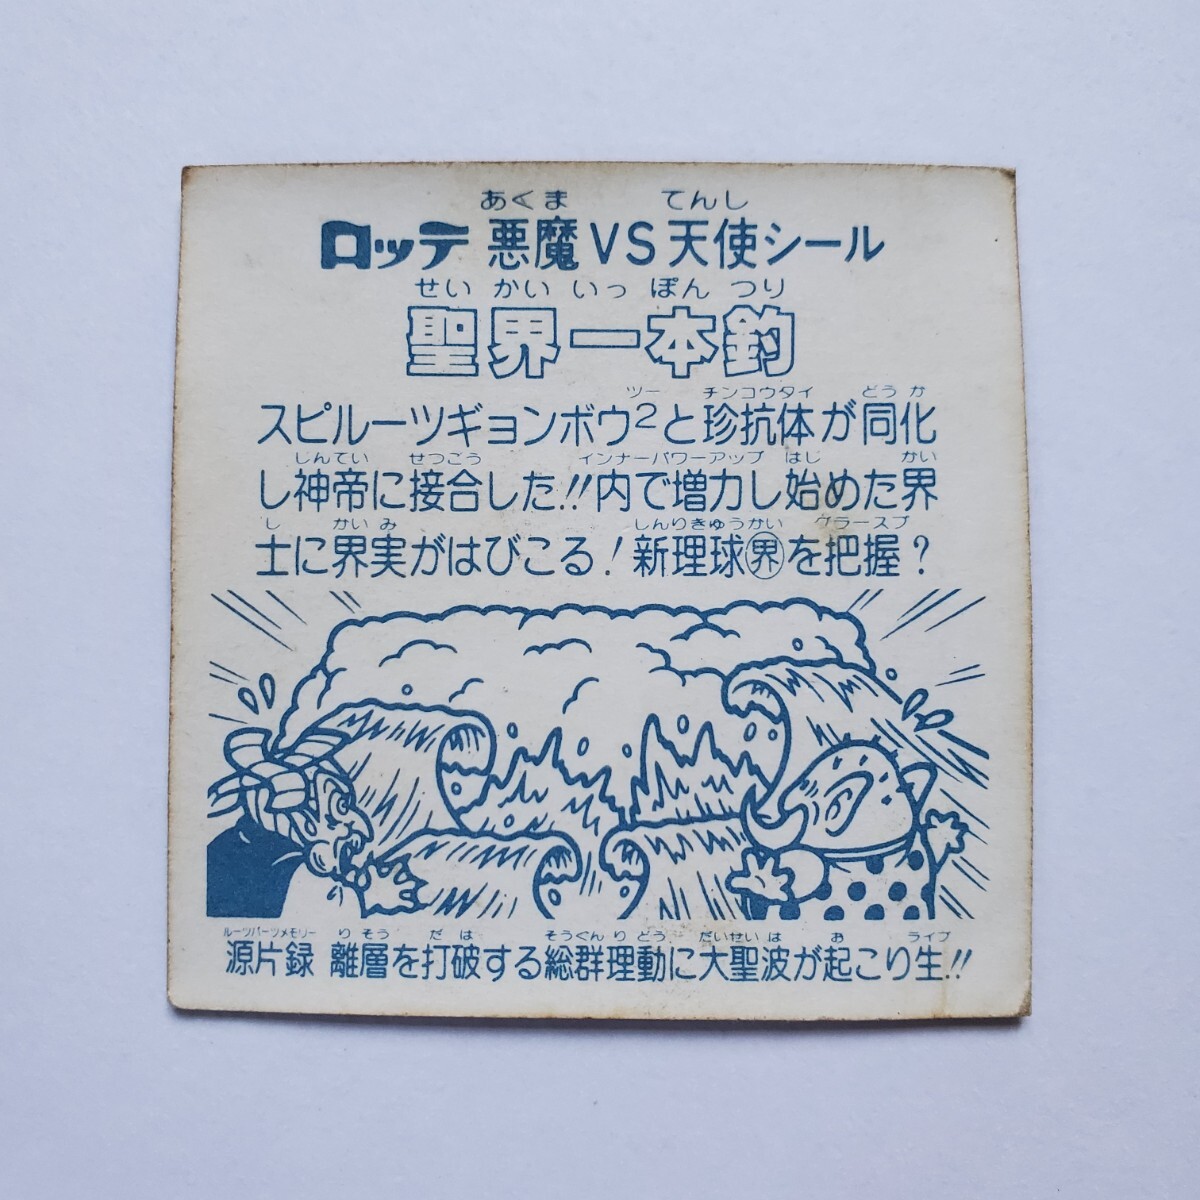 あくま てんし
ロッテ 悪魔VS天使シール
せい かい いっ ぽん つり
聖界一本釣
ツー チンコウタイ どうか
スピルーツギョンボウ2と珍抗体が同化
しんてい せつごう インナーパワーアップ はじ かい
し神帝に接合した!!内で増力し始めた界
し かいみ しんりきゅうかい グラースプ
士に界実がはびこる!新理球㊫を把握?
ルーツパーツメモリー りそう だ は そうぐんりどう だいせいは お ライブ
源片録 離層を打破する総群理動に大聖波が起こり生!!